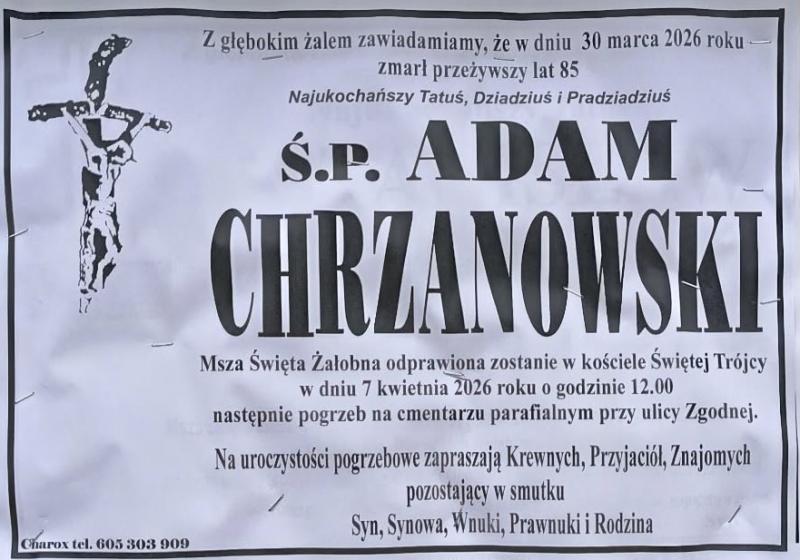 Z głębokim żalem zawiadamiamy, że w dniu 30 marca 2026 roku
zmarł przeżywszy lat 85
Najukochańszy Tatuś, Dziadziuś i Pradziadziuś
Ś.P. ADAM
CHRZANOWSKI
Msza Święta Żałobna odprawiona zostanie w kościele Świętej Trójcy
w dniu 7 kwietnia 2026 roku o godzinie 12.00
następnie pogrzeb na cmentarzu parafialnym przy ulicy Zgodnej.
Na uroczystości pogrzebowe zapraszają Krewnych, Przyjaciół, Znajomych
pozostający w smutku
Syn, Synowa, Wnuki, Prawnuki i Rodzina
Charox tel. 605 303 909